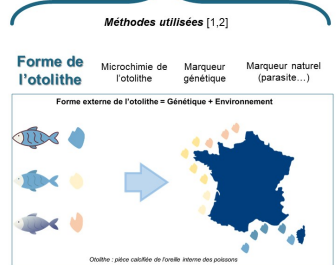 Méthodes utilisées [1,2]
Forme de
l'otolithe
Microchimie de
l'otolithe
Marqueur
génétique
Marqueur naturel
(parasite…)
Forme externe de l'otolithe = Génétique + Environnement
Otolithe : pièce calcifiée de l'oreille interne des poissons